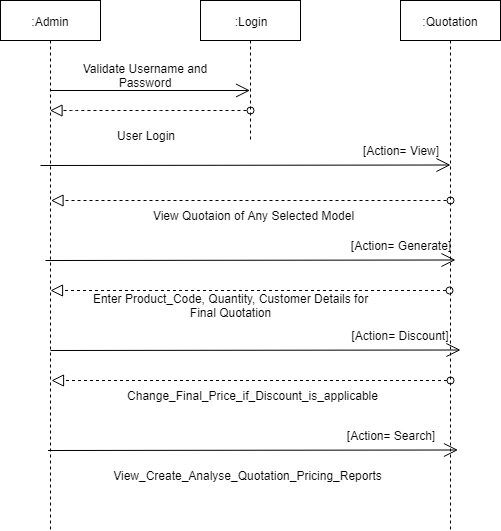 :Admin
:Login
:Quotation
Validate Username and
Password
User Login
[Action= View]
View Quotaion of Any Selected Model
[Action= Generate]
Enter Product_Code, Quantity, Customer Details for
Final Quotation
[Action= Discount]
Change_Final_Price_if_Discount_is_applicable
[Action= Search]
View_Create_Analyse_Quotation_Pricing_Reports